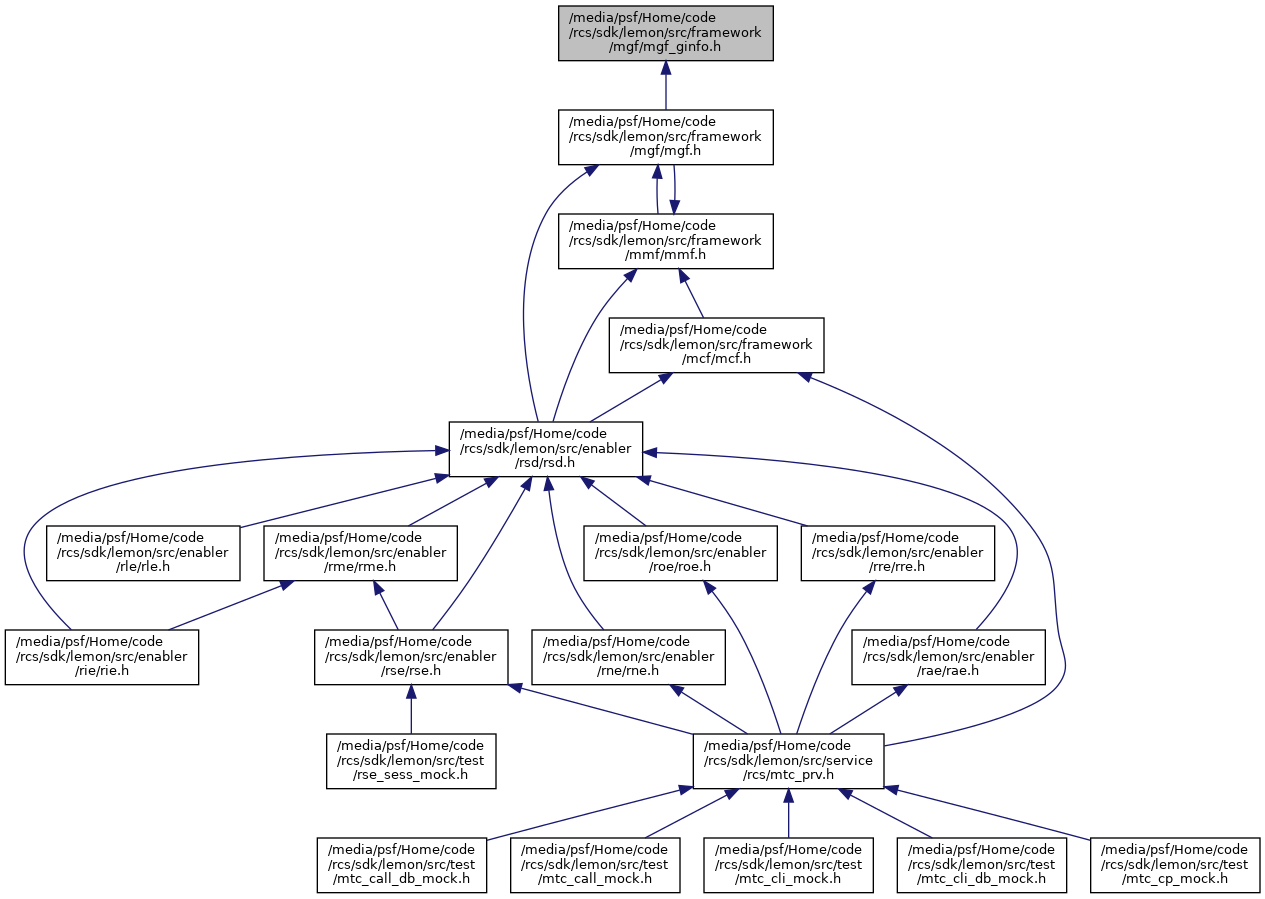 /media/psf/Home/code
/rcs/sdk/lemon/src/framework
/mgf/mgf_ginfo.h
/media/psf/Home/code
/rcs/sdk/lemon/src/framework
/mgf/mgf.h
/media/psf/Home/code
/rcs/sdk/lemon/src/framework
/mmf/mmf.h
/media/psf/Home/code
/rcs/sdk/lemon/src/framework
/mcf/mcf.h
/media/psf/Home/code
/rcs/sdk/lemon/src/enabler
/rsd/rsd.h
/media/psf/Home/code
/rcs/sdk/lemon/src/enabler
/rle/rle.h
/media/psf/Home/code
/rcs/sdk/lemon/src/enabler
/rme/rme.h
/media/psf/Home/code
/rcs/sdk/lemon/src/enabler
/roe/roe.h
/media/psf/Home/code
/rcs/sdk/lemon/src/enabler
/rre/rre.h
/media/psf/Home/code
/rcs/sdk/lemon/src/enabler
/rie/rie.h
/media/psf/Home/code
/rcs/sdk/lemon/src/enabler
/rse/rse.h
/media/psf/Home/code
/rcs/sdk/lemon/src/enabler
/rne/rne.h
/media/psf/Home/code
/rcs/sdk/lemon/src/enabler
/rae/rae.h
/media/psf/Home/code
/rcs/sdk/lemon/src/test
/rse_sess_mock.h
/media/psf/Home/code
/rcs/sdk/lemon/src/service
/rcs/mtc_prv.h
/media/psf/Home/code
/rcs/sdk/lemon/src/test
/mtc_call_db_mock.h
/media/psf/Home/code
/rcs/sdk/lemon/src/test
/mtc_call_mock.h
/media/psf/Home/code
/rcs/sdk/lemon/src/test
/mtc_cli_mock.h
/media/psf/Home/code
/rcs/sdk/lemon/src/test
/mtc_cli_db_mock.h
/media/psf/Home/code
/rcs/sdk/lemon/src/test
/mtc_cp_mock.h